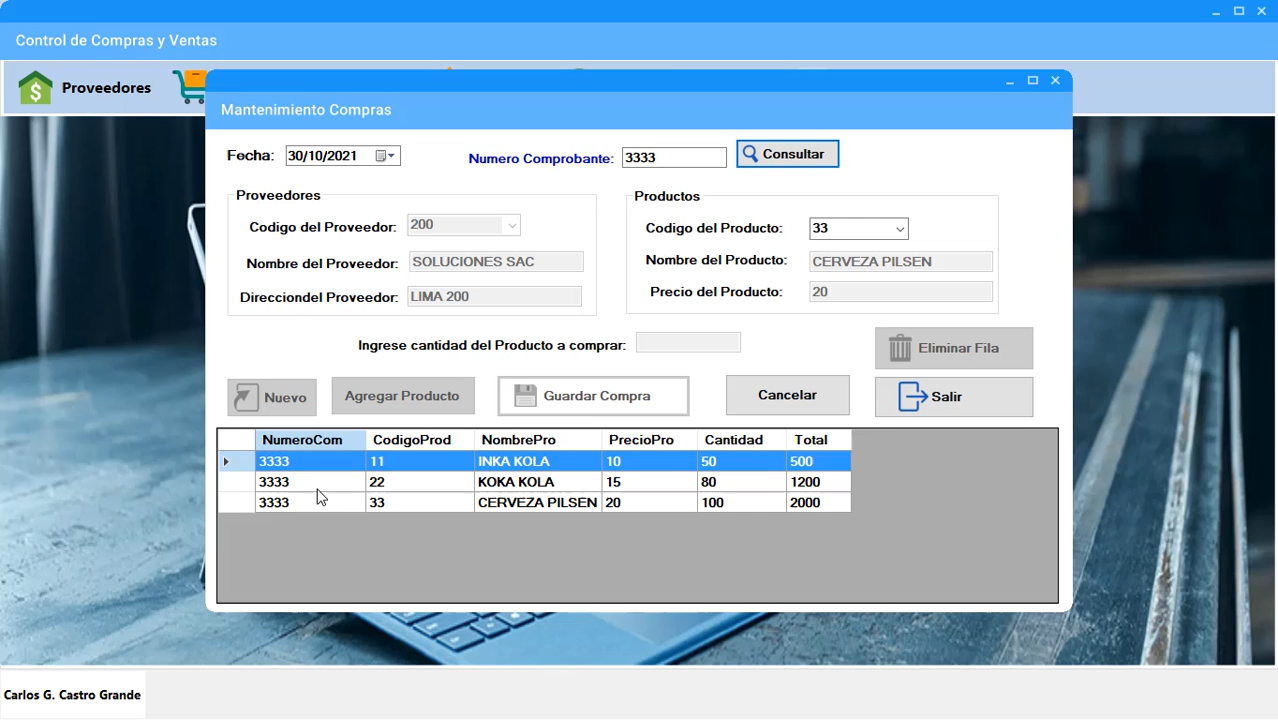 Control de Compras y Ventas
Proveedores
Mantenimiento Compras
Fecha: 30/10/2021 Numero Comprobante: 3333 Consultar
Proveedores
Codigo del Proveedor: 200
Nombre del Proveedor: SOLUCIONES SAC
Direcciondel Proveedor: LIMA 200
Productos
Codigo del Producto: 33
Nombre del Producto: CERVEZA PILSEN
Precio del Producto: 20
Ingrese cantidad del Producto a comprar:
Eliminar Fila
Nuevo Agregar Producto Guardar Compra Cancelar Salir
NumeroCom CodigoProd NombrePro PrecioPro Cantidad Total
3333 11 INKA KOLA 10 50 500
3333 22 KOKA KOLA 15 80 1200
3333 33 CERVEZA PILSEN 20 100 2000
Carlos G. Castro Grande